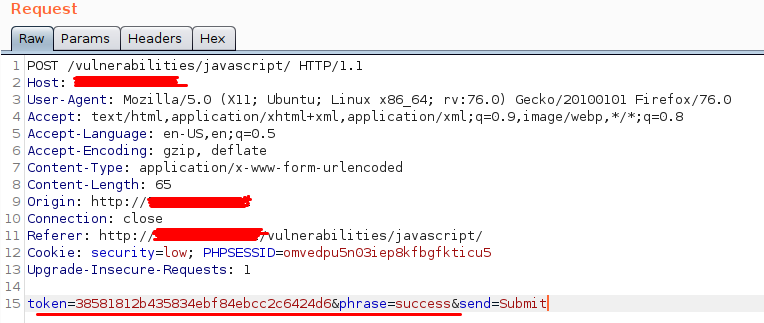 Request
Raw Params Headers Hex
1 POST /vulnerabilities/javascript/ HTTP/1.1
2 Host:
3 User-Agent: Mozilla/5.0 (X11; Ubuntu; Linux x86_64; rv:76.0) Gecko/20100101 Firefox/76.0
4 Accept: text/html,application/xhtml+xml,application/xml;q=0.9,image/webp,*/*;q=0.8
5 Accept-Language: en-US,en;q=0.5
6 Accept-Encoding: gzip, deflate
7 Content-Type: application/x-www-form-urlencoded
8 Content-Length: 65
9 Origin: http://
10 Connection: close
11 Referer: http:///vulnerabilities/javascript/
12 Cookie: security=low; PHPSESSID=omvedpu5n03iep8kfbgfkticu5
13 Upgrade-Insecure-Requests: 1
14
15 token=38581812b435834ebf84ebcc2c6424d6&phrase=success&send=Submit